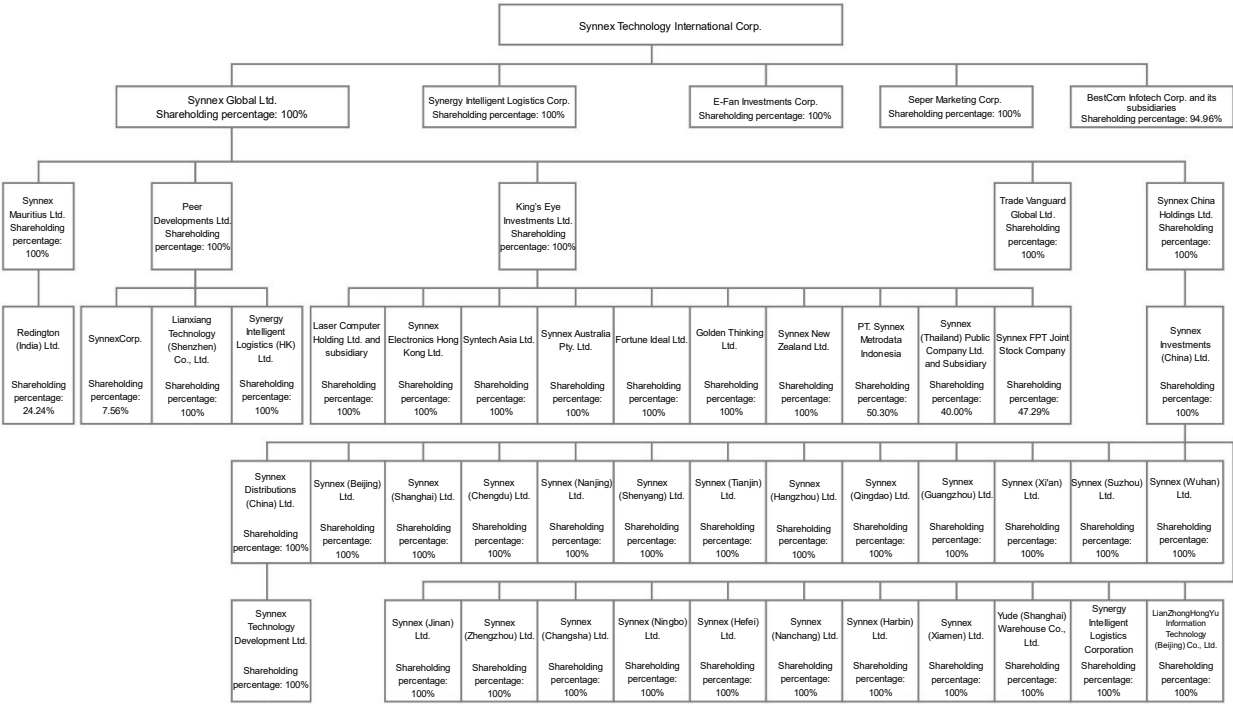 Synnex Technology International Corp.
Synnex Global Ltd.
Shareholding percentage: 100%
Synergy Intelligent Logistics Corp.
Shareholding percentage: 100%
E-Fan Investments Corp.
Shareholding percentage: 100%
Seper Marketing Corp.
Shareholding percentage: 100%
BestCom Infotech Corp. and its
subsidiaries
Shareholding percentage: 94.96%
Synnex
Mauritius Ltd.
Shareholding
percentage:
100%
Peer
Developments Ltd.
Shareholding
percentage: 100%
King's Eye
Investments Ltd.
Shareholding
percentage: 100%
Trade Vanguard
Global Ltd.
Shareholding
percentage:
100%
Synnex China
Holdings Ltd.
Shareholding
percentage:
100%
Redington
(India) Ltd.
Shareholding
percentage:
24.24%
SynnexCorp.
Shareholding
percentage:
7.56%
Lianxiang
Technology
(Shenzhen)
Co., Ltd.
Shareholding
percentage:
100%
Synergy
Intelligent
Logistics (HK)
Ltd.
Shareholding
percentage:
100%
Laser Computer
Holding Ltd. and
subsidiary
Shareholding
percentage:
100%
Synnex
Electronics Hong
Kong Ltd.
Shareholding
percentage:
100%
Syntech Asia Ltd.
Shareholding
percentage:
100%
Synnex Australia
Pty. Ltd.
Shareholding
percentage:
100%
Fortune Ideal Ltd.
Shareholding
percentage:
100%
Golden Thinking
Ltd.
Shareholding
percentage:
100%
Synnex New
Zealand Ltd.
Shareholding
percentage:
100%
PT. Synnex
Metrodata
Indonesia
Shareholding
percentage:
50.30%
Synnex
(Thailand) Public
Company Ltd.
and Subsidiary
Shareholding
percentage:
40.00%
Synnex FPT Joint
Stock Company
Shareholding
percentage:
47.29%
Synnex
Investments
(China) Ltd.
Shareholding
percentage:
100%
Synnex
Distributions
(China) Ltd.
Shareholding
percentage: 100%
Synnex (Beijing)
Ltd.
Shareholding
percentage:
100%
Synnex
(Shanghai) Ltd.
Shareholding
percentage:
100%
Synnex
(Chengdu) Ltd.
Shareholding
percentage:
100%
Synnex (Nanjing)
Ltd.
Shareholding
percentage:
100%
Synnex
(Shenyang) Ltd.
Shareholding
percentage:
100%
Synnex (Tianjin)
Ltd.
Shareholding
percentage:
100%
Synnex
(Hangzhou) Ltd.
Shareholding
percentage:
100%
Synnex
(Qingdao) Ltd.
Shareholding
percentage:
100%
Synnex
(Guangzhou) Ltd.
Shareholding
percentage:
100%
Synnex (Xi'an)
Ltd.
Shareholding
percentage:
100%
Synnex (Suzhou)
Ltd.
Shareholding
percentage:
100%
Synnex (Wuhan)
Ltd.
Shareholding
percentage:
100%
Synnex
Technology
Development Ltd.
Shareholding
percentage: 100%
Synnex (Jinan)
Ltd.
Shareholding
percentage:
100%
Synnex
(Zhengzhou) Ltd.
Shareholding
percentage:
100%
Synnex
(Changsha) Ltd.
Shareholding
percentage:
100%
Synnex (Ningbo)
Ltd.
Shareholding
percentage:
100%
Synnex (Hefei)
Ltd.
Shareholding
percentage:
100%
Synnex
(Nanchang) Ltd.
Shareholding
percentage:
100%
Synnex (Harbin)
Ltd.
Shareholding
percentage:
100%
Synnex
(Xiamen) Ltd.
Shareholding
percentage:
100%
Yude (Shanghai)
Warehouse Co.,
Ltd.
Shareholding
percentage:
100%
Synergy
Intelligent
Logistics
Corporation
Shareholding
percentage:
100%
LianZhongHongYu
Information
Technology
(Beijing) Co., Ltd.
Shareholding
percentage:
100%